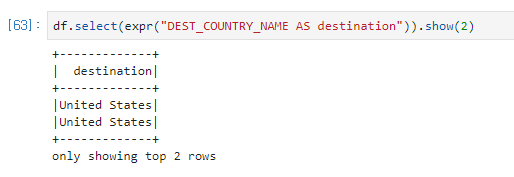 [63]: df.select(expr("DEST_COUNTRY_NAME AS destination")).show(2)
+-------------+
|  destination|
+-------------+
|United States|
|United States|
+-------------+
only showing top 2 rows